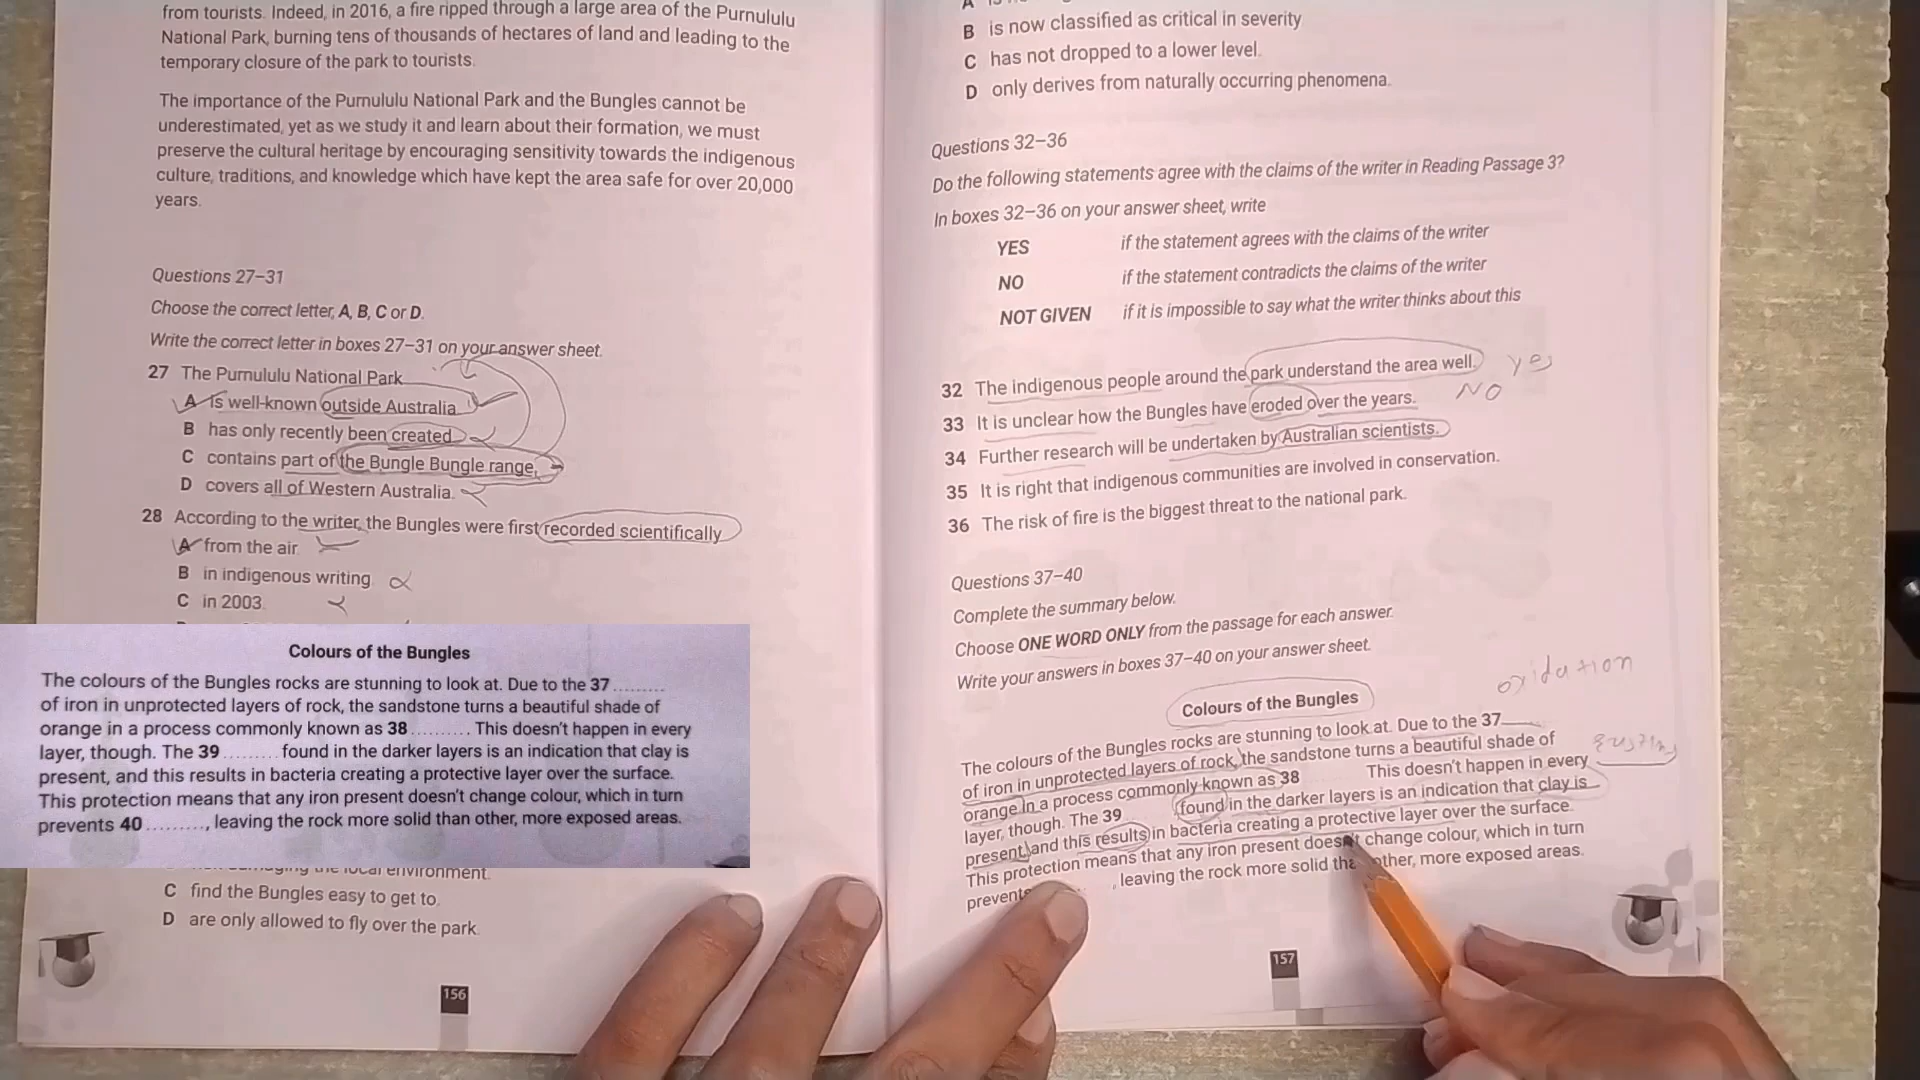 from tourists. Indeed, in 2016, a fire ripped through a large area of the Purnululu
National Park, burning tens of thousands of hectares of land and leading to the
temporary closure of the park to tourists.
The importance of the Purnululu National Park and the Bungles cannot be
underestimated, yet as we study it and learn about their formation, we must
preserve the cultural heritage by encouraging sensitivity towards the indigenous
culture, traditions, and knowledge which have kept the area safe for over 20,000
years.
Questions 27–31
Choose the correct letter, A, B, C or D.
Write the correct letter in boxes 27–31 on your answer sheet.
27 The Purnululu National Park
A is well-known outside Australia.
B has only recently been created
C contains part of the Bungle Bungle range.
D covers all of Western Australia.
28 According to the writer, the Bungles were first recorded scientifically
A from the air.
B in indigenous writing
C in 2003.
Colours of the Bungles
The colours of the Bungles rocks are stunning to look at. Due to the 37 .........
of iron in unprotected layers of rock, the sandstone turns a beautiful shade of
orange in a process commonly known as 38 .......... This doesn't happen in every
layer, though. The 39 ......... found in the darker layers is an indication that clay is
present, and this results in bacteria creating a protective layer over the surface.
This protection means that any iron present doesn't change colour, which in turn
prevents 40 .........., leaving the rock more solid than other, more exposed areas.
the local environment.
C find the Bungles easy to get to.
D are only allowed to fly over the park.
156
B is now classified as critical in severity
C has not dropped to a lower level.
D only derives from naturally occurring phenomena.
Questions 32–36
Do the following statements agree with the claims of the writer in Reading Passage 3?
In boxes 32–36 on your answer sheet, write
YES if the statement agrees with the claims of the writer
NO if the statement contradicts the claims of the writer
NOT GIVEN if it is impossible to say what the writer thinks about this
32 The indigenous people around the park understand the area well. Yes
33 It is unclear how the Bungles have eroded over the years. NO
34 Further research will be undertaken by Australian scientists.
35 It is right that indigenous communities are involved in conservation.
36 The risk of fire is the biggest threat to the national park.
Questions 37–40
Complete the summary below.
Choose ONE WORD ONLY from the passage for each answer.
Write your answers in boxes 37–40 on your answer sheet.
oxidation
Colours of the Bungles
The colours of the Bungles rocks are stunning to look at. Due to the 37
of iron in unprotected layers of rock, the sandstone turns a beautiful shade of
orange in a process commonly known as 38 This doesn't happen in every
layer, though. The 39 found in the darker layers is an indication that clay is
present, and this results in bacteria creating a protective layer over the surface.
This protection means that any iron present doesn't change colour, which in turn
prevents , leaving the rock more solid other, more exposed areas.
157